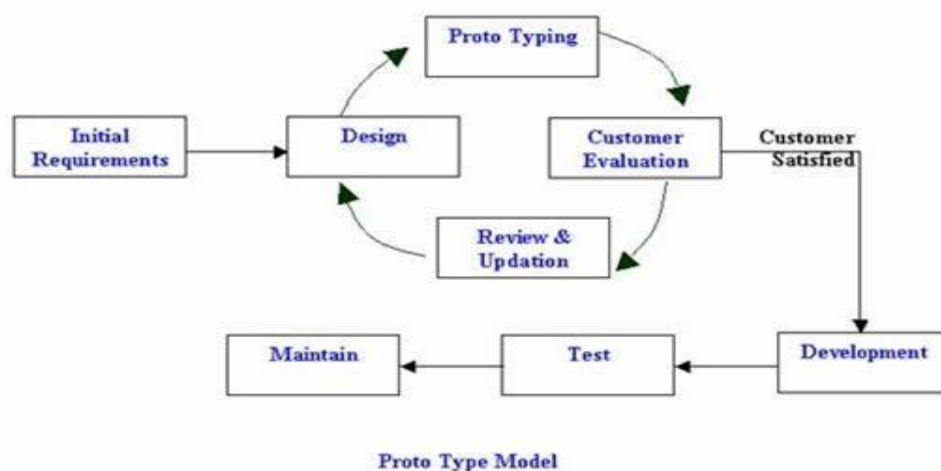 Proto Typing
Initial
Requirements
Design
Customer
Evaluation
Customer
Satisfied
Review &
Updation
Maintain
Test
Development
Proto Type Model